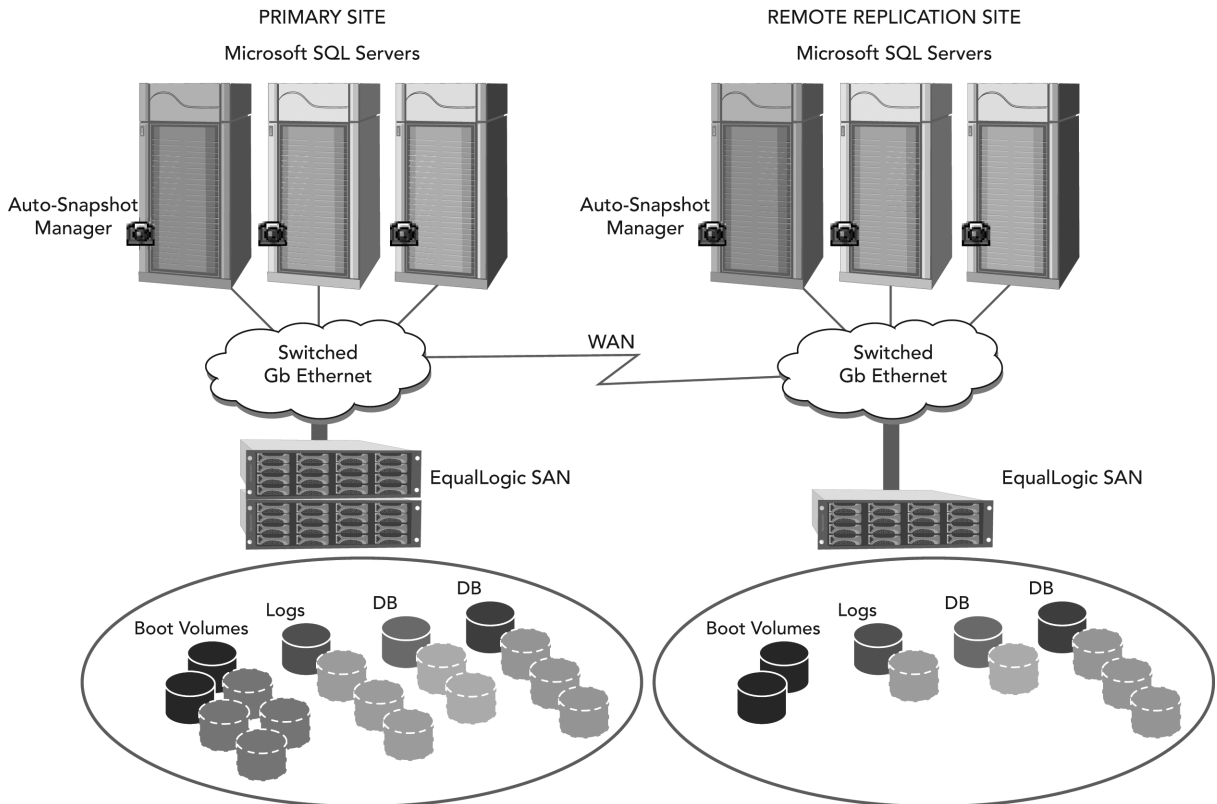 PRIMARY SITE
Microsoft SQL Servers
Auto-Snapshot
Manager
Switched
Gb Ethernet
EqualLogic SAN
Boot Volumes
Logs
DB
DB
WAN
REMOTE REPLICATION SITE
Microsoft SQL Servers
Auto-Snapshot
Manager
Switched
Gb Ethernet
EqualLogic SAN
Boot Volumes
Logs
DB
DB